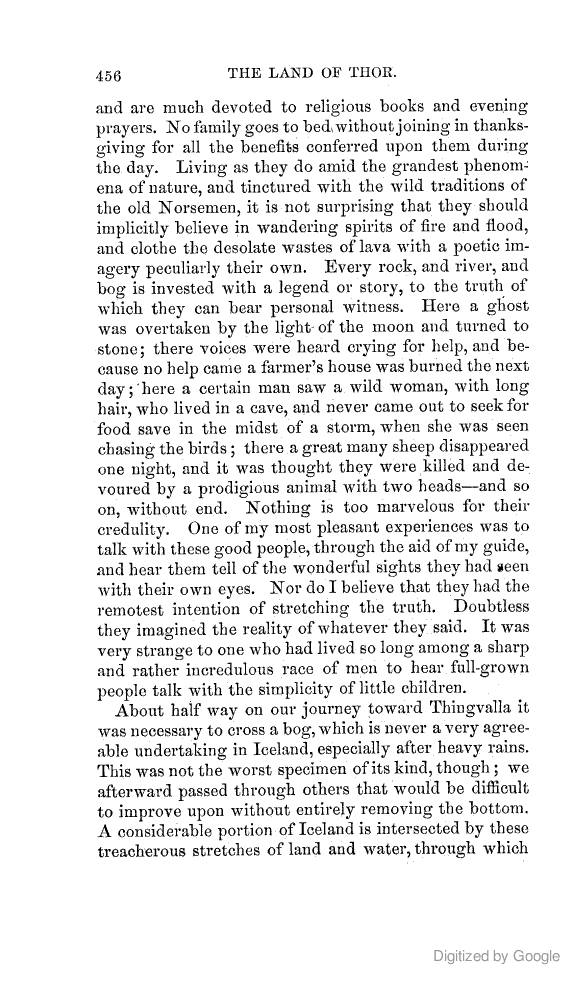 456 THE LAND OF THOR.
and are much devoted to religious books and evening
prayers. No family goes to bed without joining in thanks-
giving for all the benefits conferred upon them during
the day. Living as they do amid the grandest phenom-
ena of nature, and tinctured with the wild traditions of
the old Norsemen, it is not surprising that they should
implicitly believe in wandering spirits of fire and flood,
and clothe the desolate wastes of lava with a poetic im-
agery peculiarly their own. Every rock, and river, and
bog is invested with a legend or story, to the truth of
which they can bear personal witness. Here a ghost
was overtaken by the light of the moon and turned to
stone; there voices were heard crying for help, and be-
cause no help came a farmer's house was burned the next
day; here a certain man saw a wild woman, with long
hair, who lived in a cave, and never came out to seek for
food save in the midst of a storm, when she was seen
chasing the birds; there a great many sheep disappeared
one night, and it was thought they were killed and de-
voured by a prodigious animal with two heads—and so
on, without end. Nothing is too marvelous for their
credulity. One of my most pleasant experiences was to
talk with these good people, through the aid of my guide,
and hear them tell of the wonderful sights they had seen
with their own eyes. Nor do I believe that they had the
remotest intention of stretching the truth. Doubtless
they imagined the reality of whatever they said. It was
very strange to one who had lived so long among a sharp
and rather incredulous race of men to hear full-grown
people talk with the simplicity of little children.
About half way on our journey toward Thingvalla it
was necessary to cross a bog, which is never a very agree-
able undertaking in Iceland, especially after heavy rains.
This was not the worst specimen of its kind, though; we
afterward passed through others that would be difficult
to improve upon without entirely removing the bottom.
A considerable portion of Iceland is intersected by these
treacherous stretches of land and water, through which
Digitized by Google